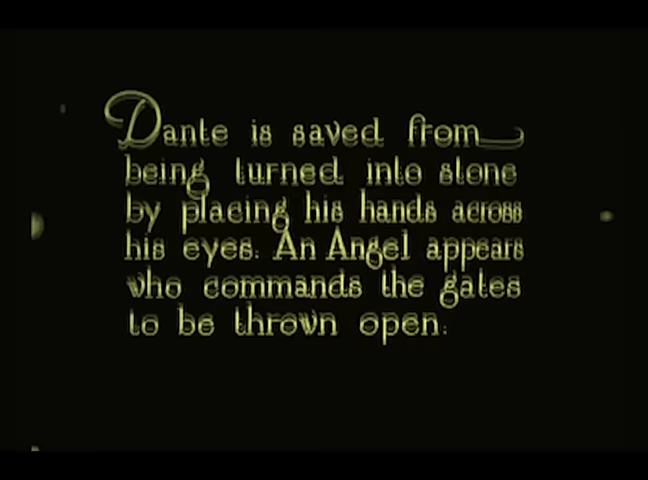 Dante is saved from
being turned into stone
by placing his hands across
his eyes. An Angel appears
who commands the gates
to be thrown open.